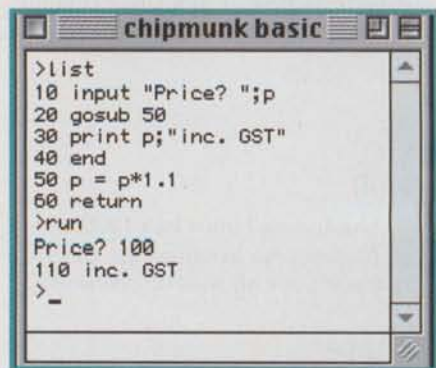 chipmunk basic
>list
10 input "Price? ";p
20 gosub 50
30 print p;"inc. GST"
40 end
50 p = p*1.1
60 return
>run
Price? 100
110 inc. GST
>_